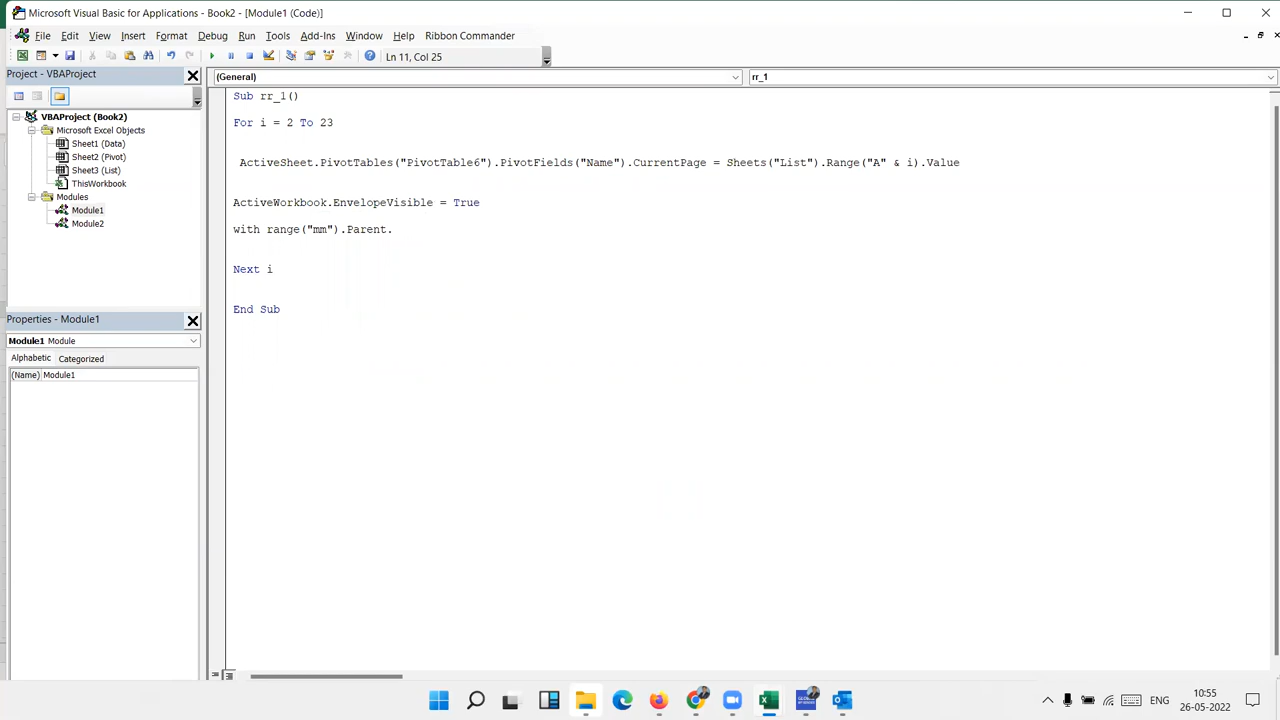 Microsoft Visual Basic for Applications - Book2 - [Module1 (Code)]
File Edit View Insert Format Debug Run Tools Add-Ins Window Help Ribbon Commander
Ln 11, Col 25
Project - VBAProject
(General) rr_1
VBAProject (Book2)
Microsoft Excel Objects
Sheet1 (Data)
Sheet2 (Pivot)
Sheet3 (List)
ThisWorkbook
Modules
Module1
Module2
Properties - Module1
Module1 Module
Alphabetic Categorized
(Name) Module1
Sub rr_1()
For i = 2 To 23
ActiveSheet.PivotTables("PivotTable6").PivotFields("Name").CurrentPage = Sheets("List").Range("A" & i).Value
ActiveWorkbook.EnvelopeVisible = True
with range("mm").Parent.
Next i
End Sub
ENG
10:55
26-05-2022